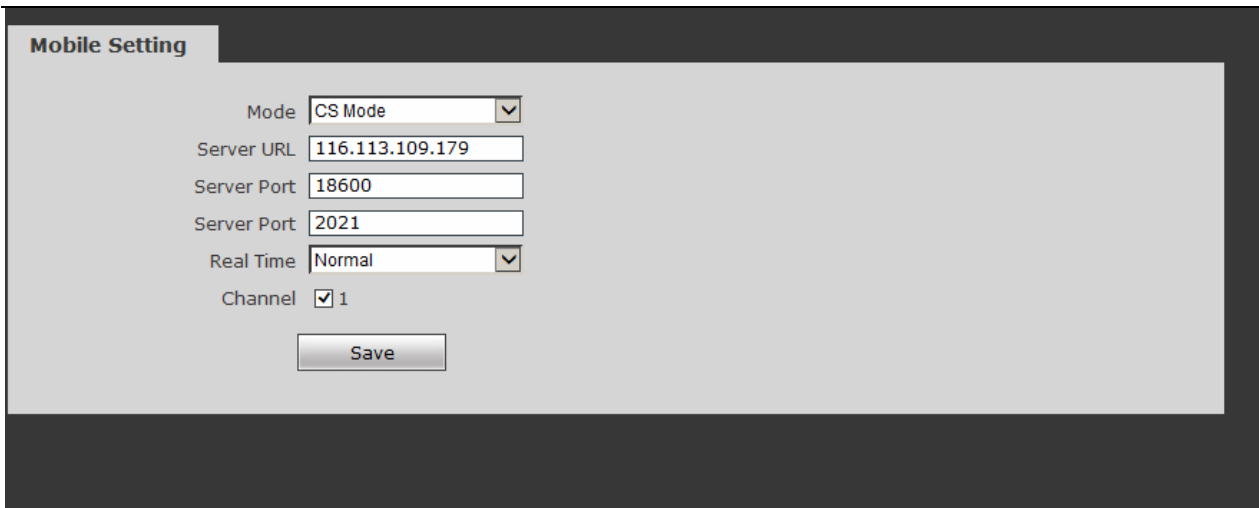 Mobile Setting
Mode CS Mode
Server URL 116.113.109.179
Server Port 18600
Server Port 2021
Real Time Normal
Channel 1
Save